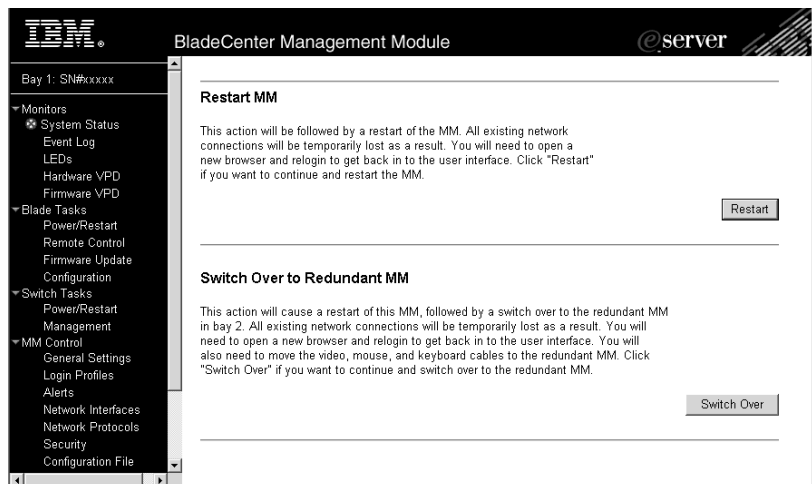 IBM®
BladeCenter Management Module
@server
Bay 1: SN#xxxxx
Monitors
System Status
Event Log
LEDs
Hardware VPD
Firmware VPD
Blade Tasks
Power/Restart
Remote Control
Firmware Update
Configuration
Switch Tasks
Power/Restart
Management
MM Control
General Settings
Login Profiles
Alerts
Network Interfaces
Network Protocols
Security
Configuration File
Restart MM
This action will be followed by a restart of the MM. All existing network
connections will be temporarily lost as a result. You will need to open a
new browser and relogin to get back in to the user interface. Click "Restart"
if you want to continue and restart the MM.
Restart
Switch Over to Redundant MM
This action will cause a restart of this MM, followed by a switch over to the redundant MM
in bay 2. All existing network connections will be temporarily lost as a result. You will
need to open a new browser and relogin to get back in to the user interface. You will
also need to move the video, mouse, and keyboard cables to the redundant MM. Click
"Switch Over" if you want to continue and switch over to the redundant MM.
Switch Over